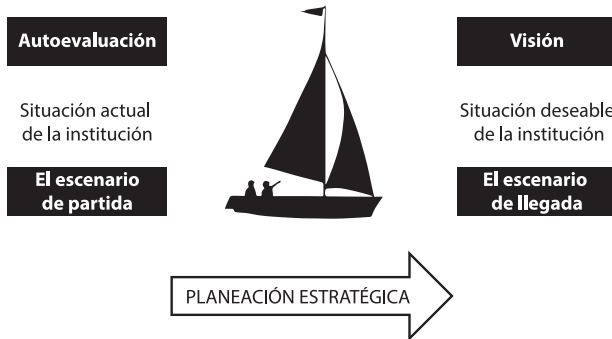 Autoevaluación
Situación actual
de la institución
El escenario
de partida
Visión
Situación deseable
de la institución
El escenario
de llegada
PLANEACIÓN ESTRATÉGICA